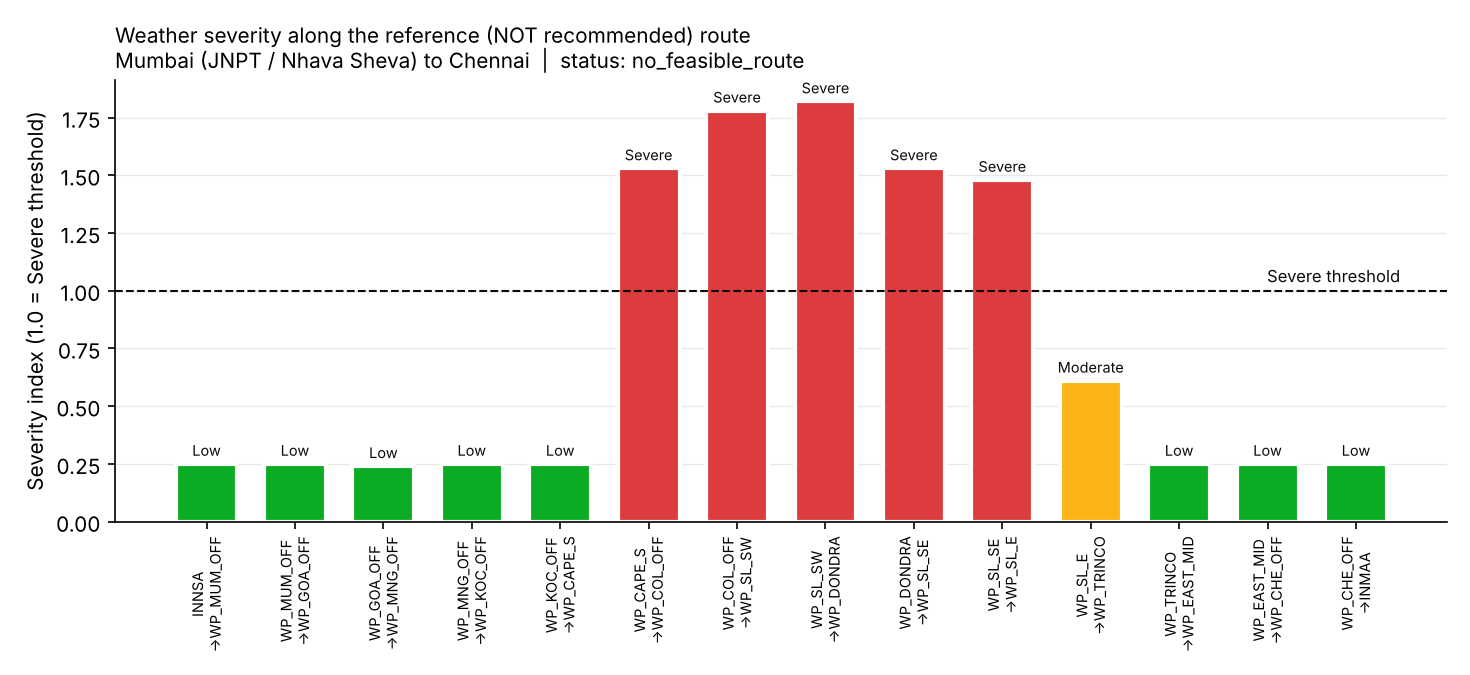 Weather severity along the reference (NOT recommended) route
Mumbai (JNPT / Nhava Sheva) to Chennai | status: no_feasible_route
Severity index (1.0 = Severe threshold)
1.75
1.50
1.25
1.00
0.75
0.50
0.25
0.00
Severe threshold
Low
Low
Low
Low
Low
Severe
Severe
Severe
Severe
Severe
Moderate
Low
Low
Low
INNSA
→WP_MUM_OFF
WP_MUM_OFF
→WP_GOA_OFF
WP_GOA_OFF
→WP_MNG_OFF
WP_MNG_OFF
→WP_KOC_OFF
WP_KOC_OFF
→WP_CAPE_S
WP_CAPE_S
→WP_COL_OFF
WP_COL_OFF
→WP_SL_SW
WP_SL_SW
→WP_DONDRA
WP_DONDRA
→WP_SL_SE
WP_SL_SE
→WP_SL_E
WP_SL_E
→WP_TRINCO
WP_TRINCO
→WP_EAST_MID
WP_EAST_MID
→WP_CHE_OFF
WP_CHE_OFF
→INMAA